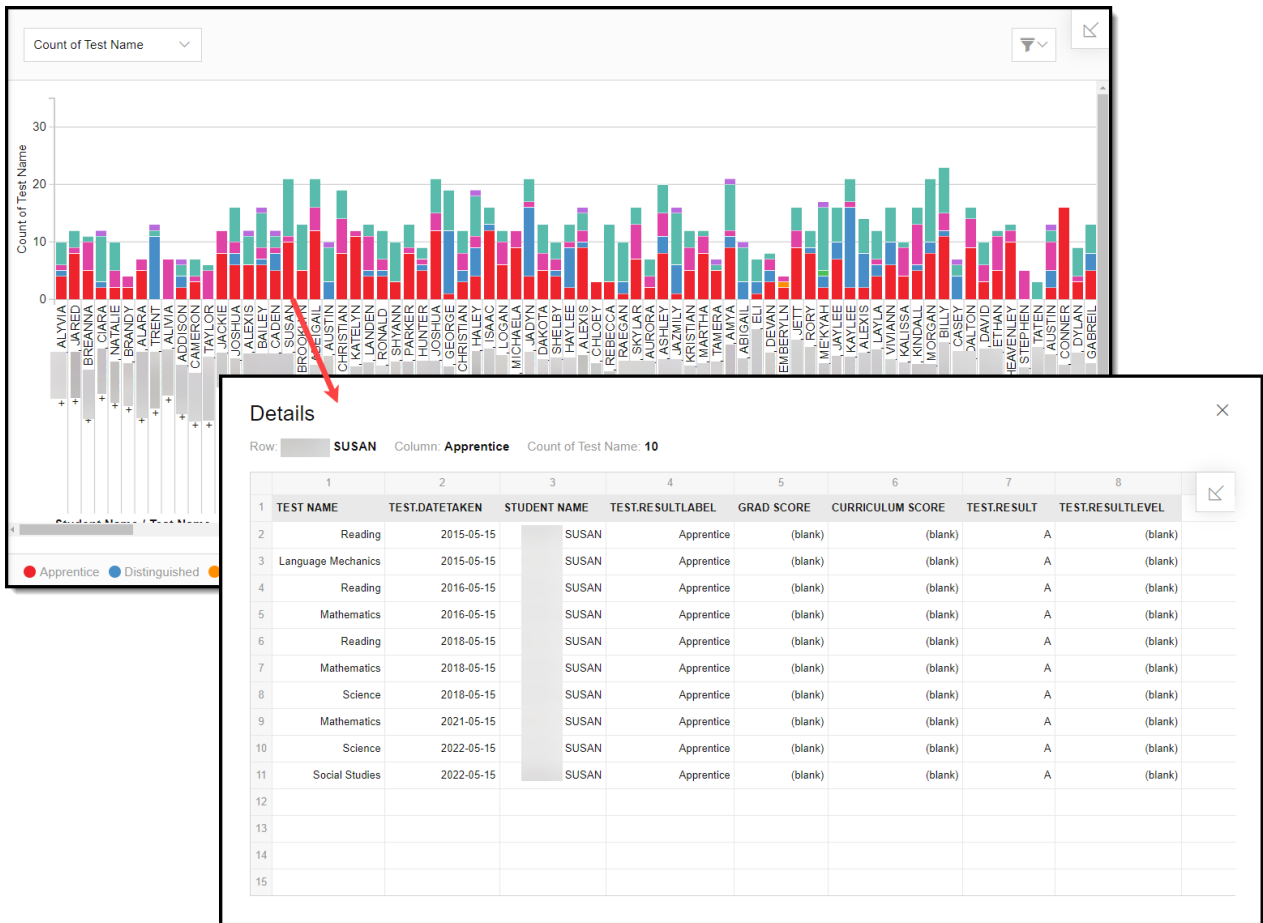 Count of Test Name
30
20
10
0
Count of Test Name
ALYVIA
JARED
BREANNA
CIARA
NATALIE
BRANDY
ALARA
TRENT
ALIVIA
ADDISON
CAMERON
TAYLOR
JACKIE
JOSHUA
ALEXIS
BAILEY
CADEN
SUSAN
BROOKLYN
ABIGAIL
AUSTIN
CHRISTIAN
KATELYN
LANDEN
RONALD
SHYANN
PARKER
HUNTER
JOSHUA
GEORGE
CHRISTIAN
HALEY
ISAAC
LOGAN
MICHAELA
JADYN
DAKOTA
SHELBY
HAYLEE
ALEXIS
CHLOEY
REBECCA
RAEGAN
SKYLAR
AURORA
ASHLEY
JAZMILY
KRISTIAN
MARTHA
TAMERA
AMYA
ABIGAIL
ELI
DEVAN
EMBERYLIN
JETT
RORY
MEKYAH
JAYLEE
KAYLEE
ALEXIS
LAYLA
VIVIANN
KALISSA
KINDALL
MORGAN
BILLY
CASEY
DALTON
DAVID
ETHAN
HEAVENLEY
STEPHEN
TATEN
AUSTIN
CONNER
DYLAN
GABREIL
Student Name / Test Name
Apprentice Distinguished
Details
Row: SUSAN Column: Apprentice Count of Test Name: 10
1 2 3 4 5 6 7 8
1 TEST NAME TEST.DATETAKEN STUDENT NAME TEST.RESULTLABEL GRAD SCORE CURRICULUM SCORE TEST.RESULT TEST.RESULTLEVEL
2 Reading 2015-05-15 SUSAN Apprentice (blank) (blank) A (blank)
3 Language Mechanics 2015-05-15 SUSAN Apprentice (blank) (blank) A (blank)
4 Reading 2016-05-15 SUSAN Apprentice (blank) (blank) A (blank)
5 Mathematics 2016-05-15 SUSAN Apprentice (blank) (blank) A (blank)
6 Reading 2018-05-15 SUSAN Apprentice (blank) (blank) A (blank)
7 Mathematics 2018-05-15 SUSAN Apprentice (blank) (blank) A (blank)
8 Science 2018-05-15 SUSAN Apprentice (blank) (blank) A (blank)
9 Mathematics 2021-05-15 SUSAN Apprentice (blank) (blank) A (blank)
10 Science 2022-05-15 SUSAN Apprentice (blank) (blank) A (blank)
11 Social Studies 2022-05-15 SUSAN Apprentice (blank) (blank) A (blank)
12
13
14
15